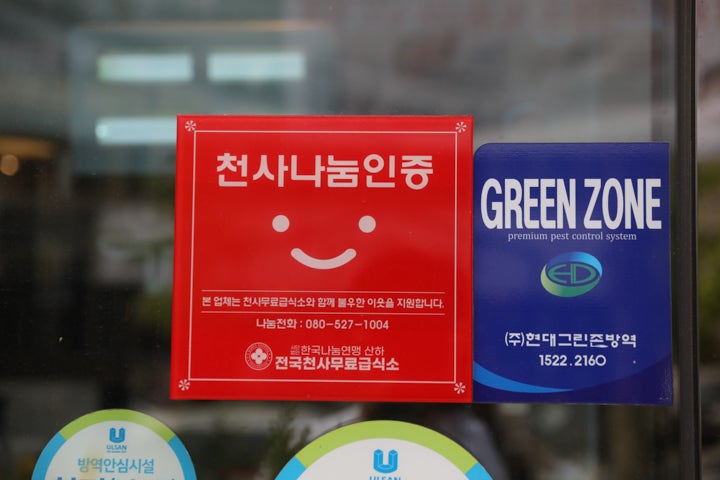 천사나눔인증
본 업체는 천사무료급식소와 함께 불우한 이웃을 지원합니다.
나눔전화 : 080-527-1004
한국나눔연맹 산하
전국천사무료급식소
GREEN ZONE
premium pest control system
(주)현대그린존방역
1522.2160
ULSAN
방역안심시설
ULSAN